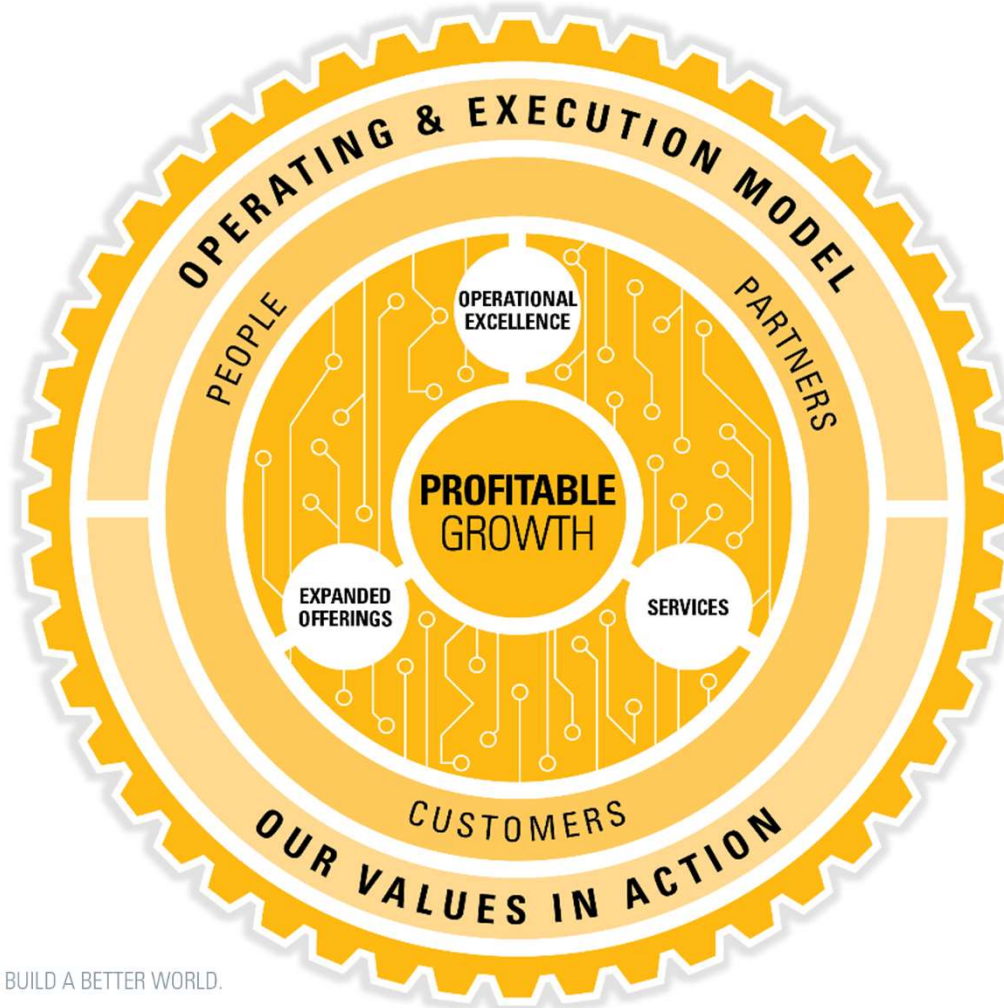 OPERATING & EXECUTION MODEL
PEOPLE
PARTNERS
OPERATIONAL
EXCELLENCE
PROFITABLE
GROWTH
EXPANDED
OFFERINGS
SERVICES
CUSTOMERS
OUR VALUES IN ACTION
BUILD A BETTER WORLD.